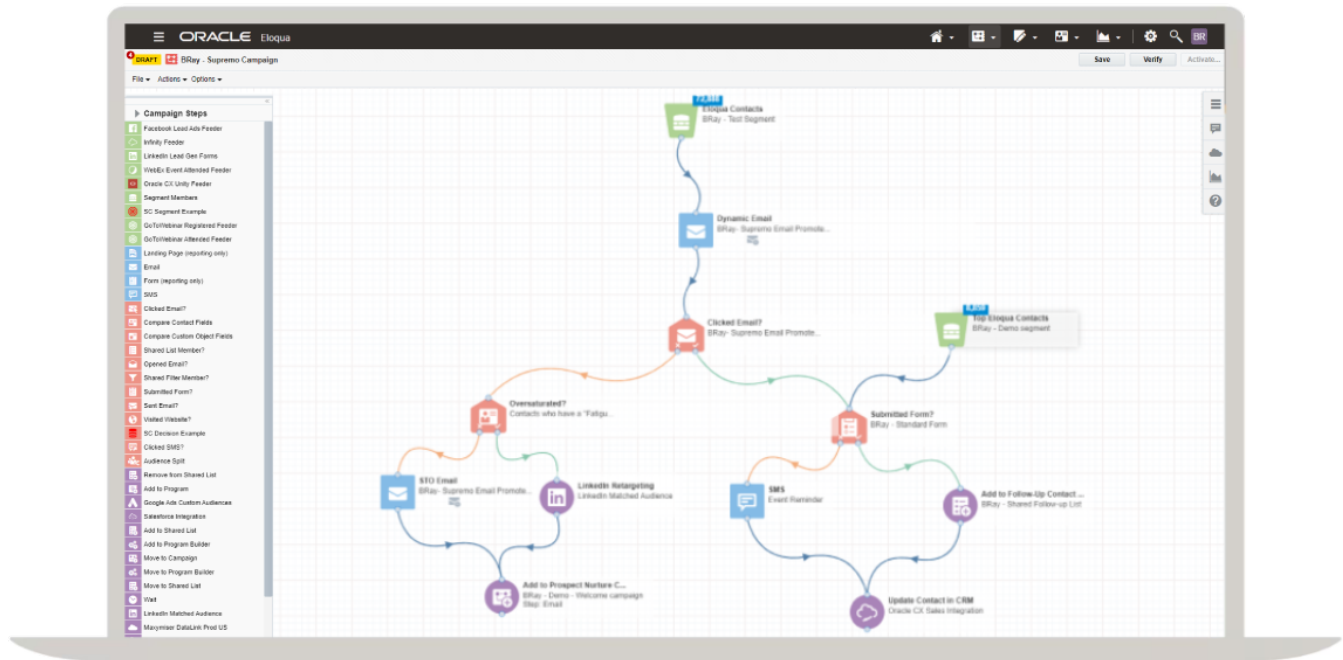 ORACLE Eloqua
BR
4
DRAFT BRay - Supremo Campaign
Save Verify Activate...
File Actions Options
Campaign Steps
Facebook Lead Ads Feeder
Infinity Feeder
LinkedIn Lead Gen Forms
WebEx Event Attended Feeder
Oracle CX Unity Feeder
Segment Members
SC Segment Example
GoToWebinar Registered Feeder
GoToWebinar Attended Feeder
Landing Page (reporting only)
Email
Form (reporting only)
SMS
Clicked Email?
Compare Contact Fields
Compare Custom Object Fields
Shared List Member?
Opened Email?
Shared Filter Member?
Submitted Form?
Sent Email?
Visited Website?
SC Decision Example
Clicked SMS?
Audience Split
Remove from Shared List
Add to Program
Google Ads Custom Audiences
Salesforce Integration
Add to Shared List
Add to Program Builder
Move to Campaign
Move to Program Builder
Move to Shared List
Wait
LinkedIn Matched Audience
Maxymiser DataLink Prod US
Eloqua Contacts
BRay - Test Segment
Dynamic Email
BRay- Supremo Email Promote...
Clicked Email?
BRay- Supremo Email Promote...
Top Eloqua Contacts
BRay - Demo segment
Oversaturated?
Contacts who have a "Fatigu...
Submitted Form?
BRay - Standard Form
STO Email
BRay- Supremo Email Promote...
LinkedIn Retargeting
LinkedIn Matched Audience
SMS
Event Reminder
Add to Follow-Up Contact ...
BRay - Shared Follow-up List
Add to Prospect Nurture C...
BRay - Demo - Welcome campaign
Step: Email
Update Contact in CRM
Oracle CX Sales Integration